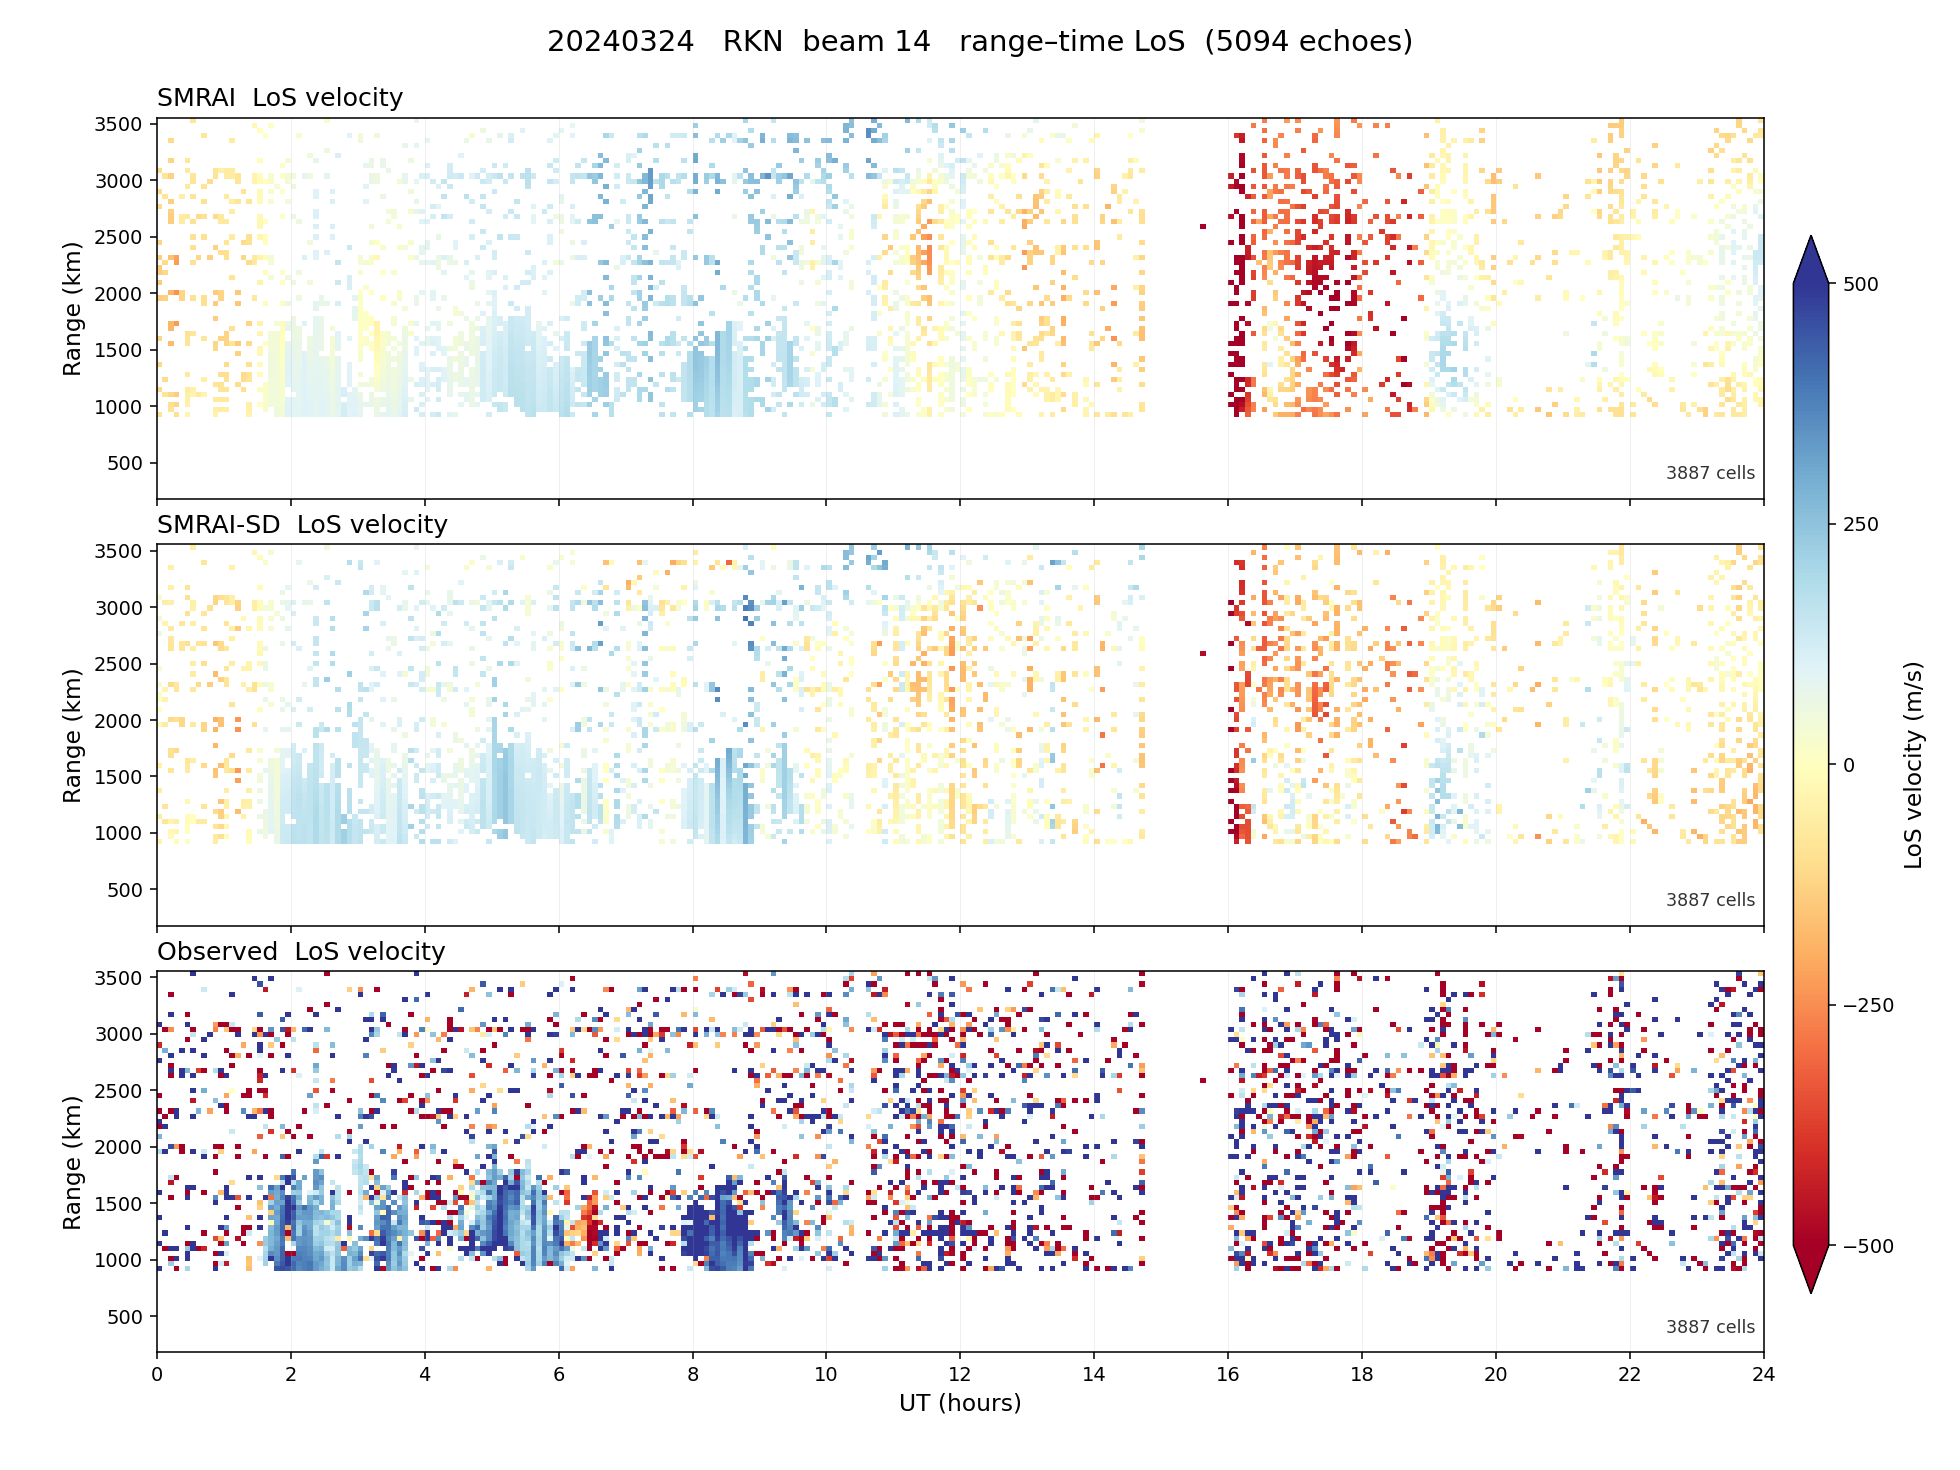 20240324 RKN beam 14 range–time LoS (5094 echoes)
SMRAI LoS velocity
3500
3000
2500
2000
1500
1000
500
Range (km)
3887 cells
SMRAI-SD LoS velocity
3500
3000
2500
2000
1500
1000
500
Range (km)
3887 cells
Observed LoS velocity
3500
3000
2500
2000
1500
1000
500
Range (km)
3887 cells
0 2 4 6 8 10 12 14 16 18 20 22 24
UT (hours)
500
250
0
−250
−500
LoS velocity (kn/s)